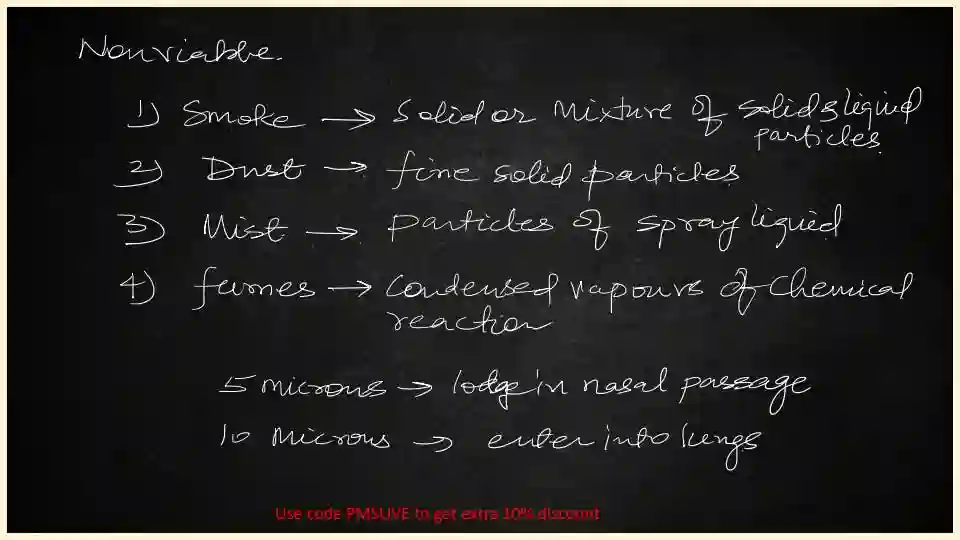 Nonviable.
1) Smoke → Solid or Mixture of solid & liquid
particles
2) Dust → fine solid particles
3) Mist → particles of spray liquid
4) fumes → Condensed vapours of Chemical
reaction
5 microns → lodge in nasal passage
10 Microns → enter into lungs
Use code PMSUVE to get extra 10% discount